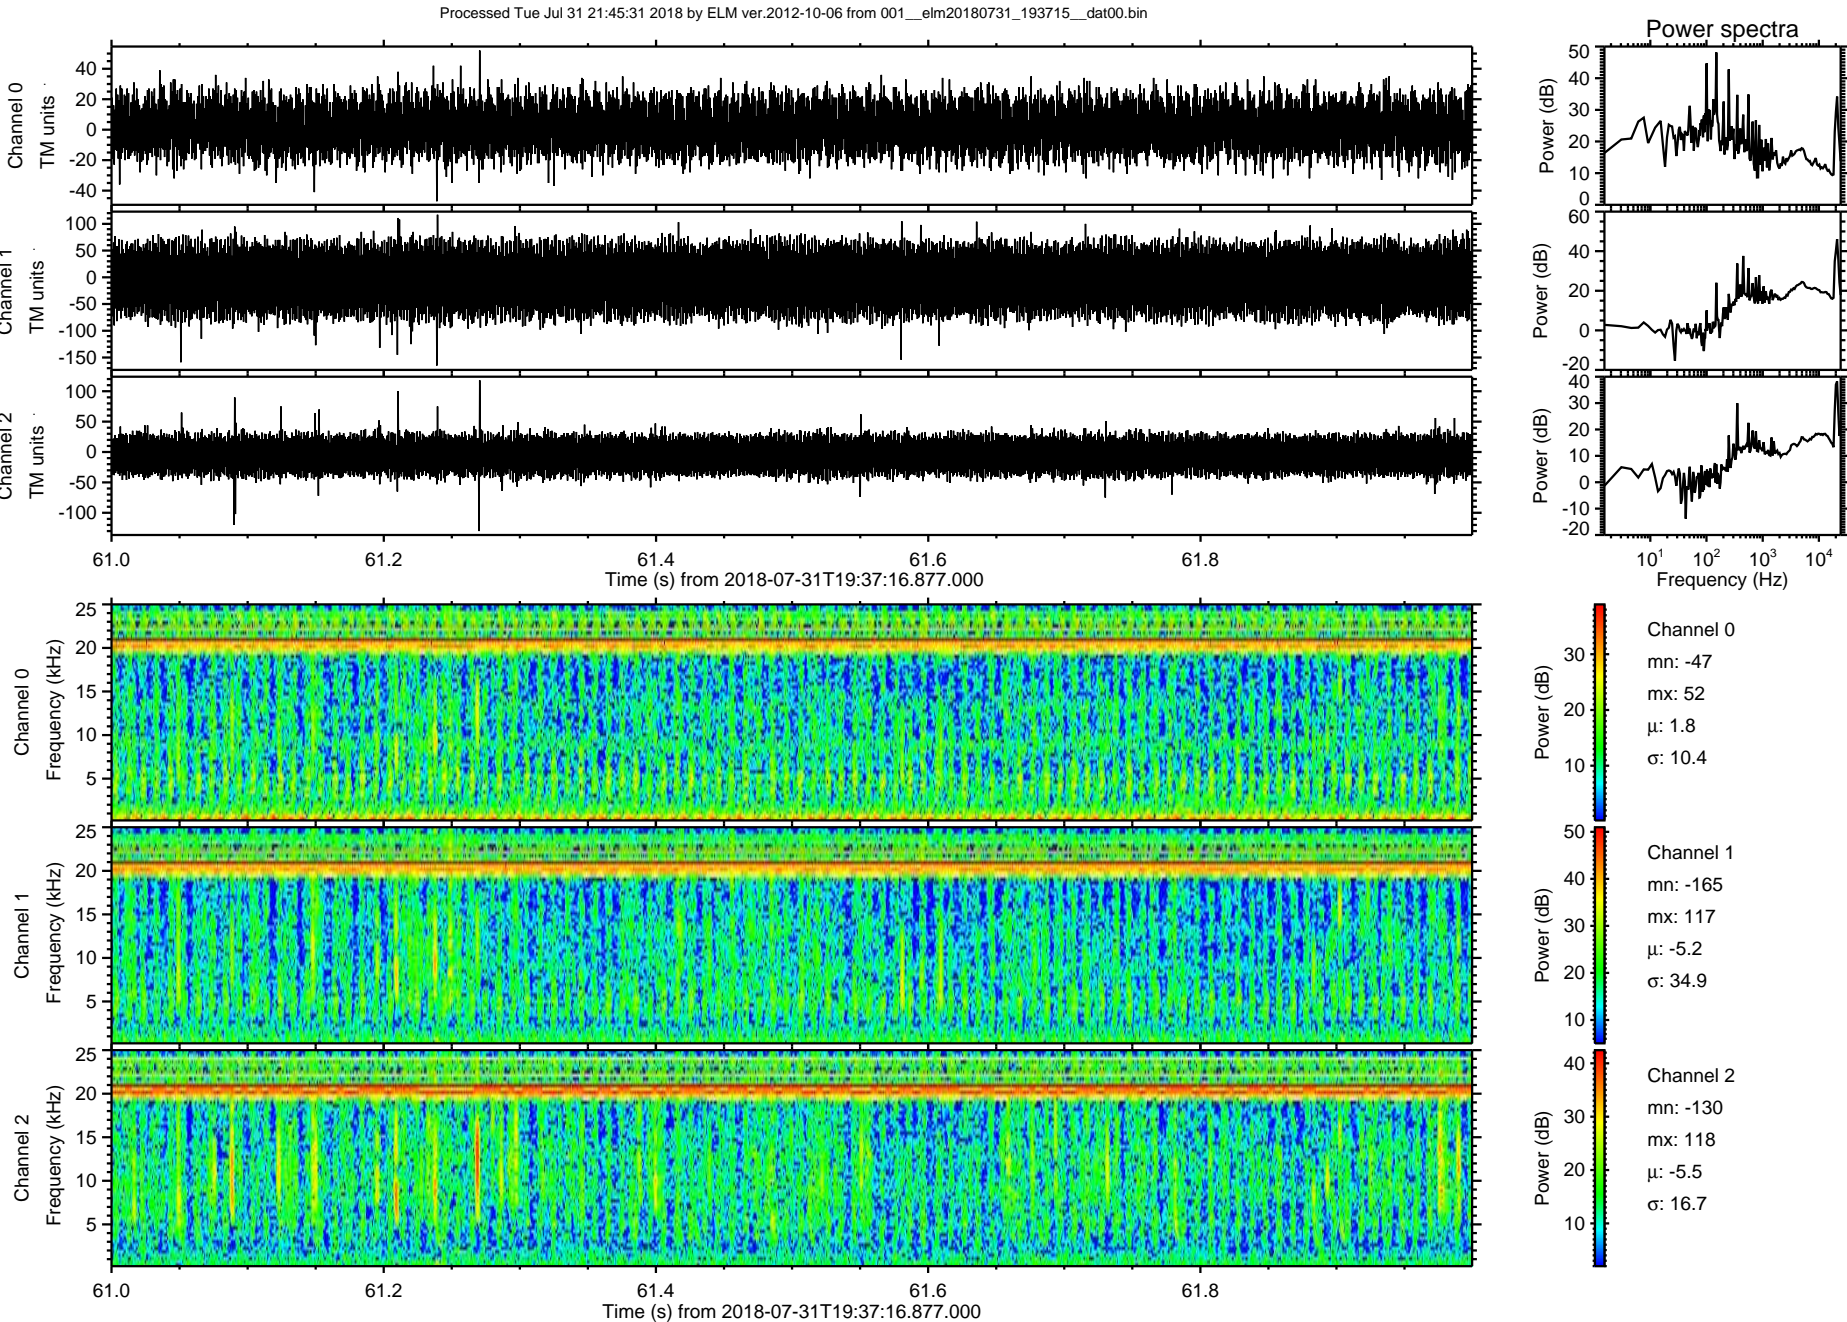 Processed Tue Jul 31 21:45:31 2018 by ELM ver.2012-10-06 from 001__elm20180731_193715__dat00.bin
Power spectra
Channel 0
TM units
40
20
0
-20
-40
Power (dB)
50
40
30
20
10
0
Channel 1
TM units
100
50
0
-50
-100
-150
Power (dB)
60
40
20
0
-20
Channel 2
TM units
100
50
0
-50
-100
Power (dB)
40
30
20
10
0
-10
-20
61.0 61.2 61.4 61.6 61.8
Time (s) from 2018-07-31T19:37:16.877.000
10¹ 10² 10³ 10⁴
Frequency (Hz)
Channel 0
Frequency (kHz)
25
20
15
10
5
Power (dB)
30
20
10
Channel 0
mn: -47
mx: 52
μ: 1.8
σ: 10.4
Channel 1
Frequency (kHz)
25
20
15
10
5
Power (dB)
50
40
30
20
10
Channel 1
mn: -165
mx: 117
μ: -5.2
σ: 34.9
Channel 2
Frequency (kHz)
25
20
15
10
5
Power (dB)
40
30
20
10
Channel 2
mn: -130
mx: 118
μ: -5.5
σ: 16.7
61.0 61.2 61.4 61.6 61.8
Time (s) from 2018-07-31T19:37:16.877.000